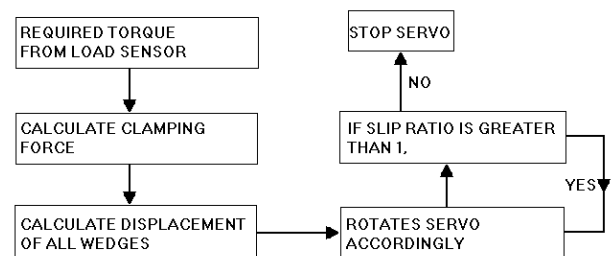 REQUIRED TORQUE
FROM LOAD SENSOR
CALCULATE CLAMPING
FORCE
CALCULATE DISPLACEMENT
OF ALL WEDGES
ROTATES SERVO
ACCORDINGLY
IF SLIP RATIO IS GREATER
THAN 1,
YES
NO
STOP SERVO